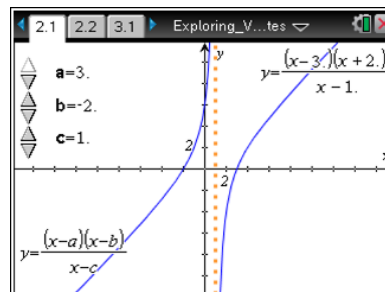 2.1 2.2 3.1 Exploring_V...tes
y
a=3.
b=-2.
c=1.
y=(x-3.)(x+2.)/x-1.
2
x
2
y=(x-a)(x-b)/x-c